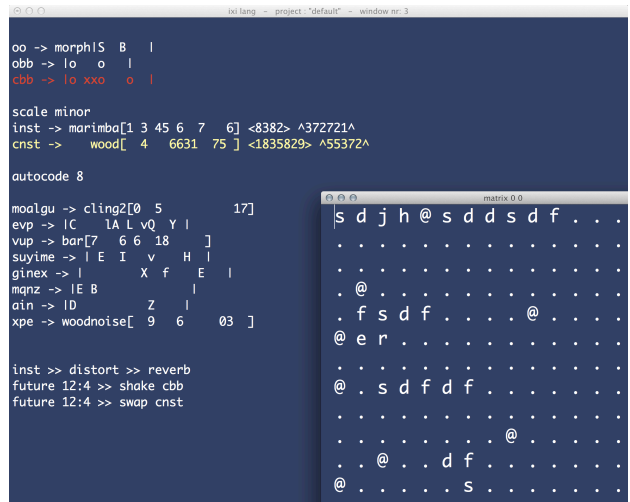 ixi lang – project : "default" – window nr: 3
oo -> morph|S  B   |
obb -> |o   o   |
cbb -> |o xxo   o  |
scale minor
inst -> marimba[1 3 45 6  7   6] <8382> ^372721^
cnst ->    wood[  4   6631  75 ] <1835829> ^55372^
autocode 8
moalgu -> cling2[0  5          17]
evp -> |C    lA L vQ  Y |
vup -> bar[7   6 6  18     ]
suyime -> | E  I   v    H  |
ginex -> |        X  f    E   |
mqnz -> |E B             |
ain -> |D          Z    |
xpe -> woodnoise[  9   6     03  ]
inst >> distort >> reverb
future 12:4 >> shake cbb
future 12:4 >> swap cnst
matrix 0 0
s d j h @ s d d s d f . . .
. . . . . . . . . . . . . .
. . . . . . . . . . . . . .
. @ . . . . . . . . . . . .
. f s d f . . . . @ . . . .
@ e r . . . . . . . . . . .
. . . . . . . . . . . . . .
@ . s d f d f . . . . . . .
. . . . . . . . . . . . . .
. . . . . . . . @ . . . . .
. . @ . . d f . . . . . . .
@ . . . . . s . . . . . . .